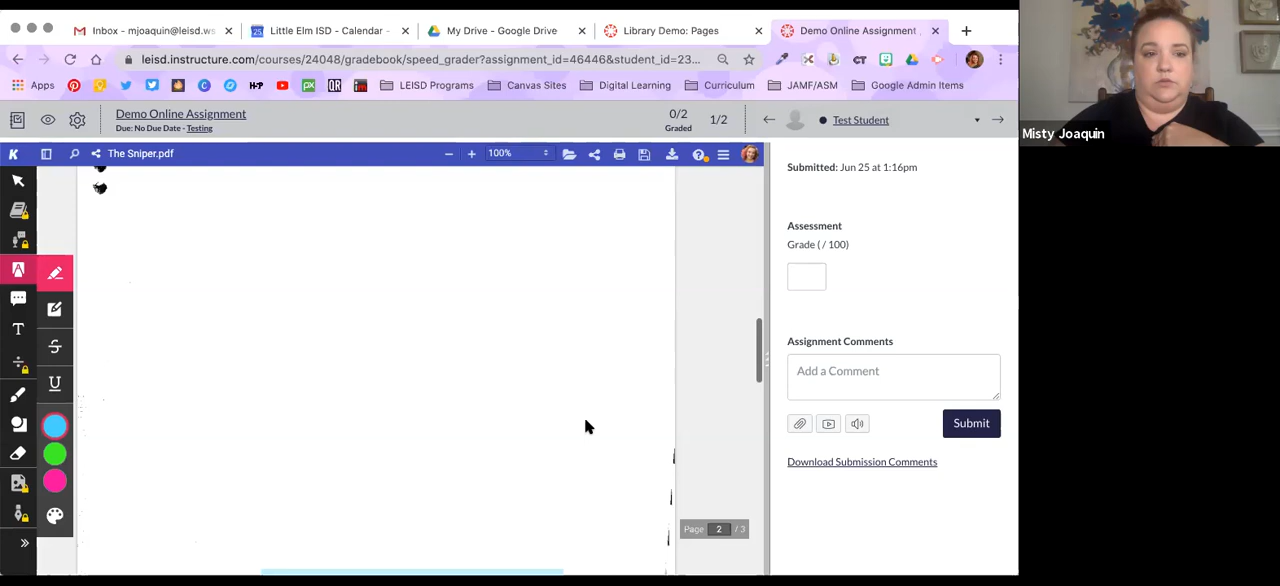 Inbox - mjoaquin@leisd.ws
Little Elm ISD - Calendar -
My Drive - Google Drive
Library Demo: Pages
Demo Online Assignment
leisd.instructure.com/courses/24048/gradebook/speed_grader?assignment_id=46446&student_id=23...
Apps
LEISD Programs
Canvas Sites
Digital Learning
Curriculum
JAMF/ASM
Google Admin Items
Demo Online Assignment
Due: No Due Date - Testing
0/2
Graded
1/2
Test Student
The Sniper.pdf
100%
Submitted: Jun 25 at 1:16pm
Assessment
Grade ( / 100)
Assignment Comments
Add a Comment
Submit
Download Submission Comments
Page 2 / 3
Misty Joaquin